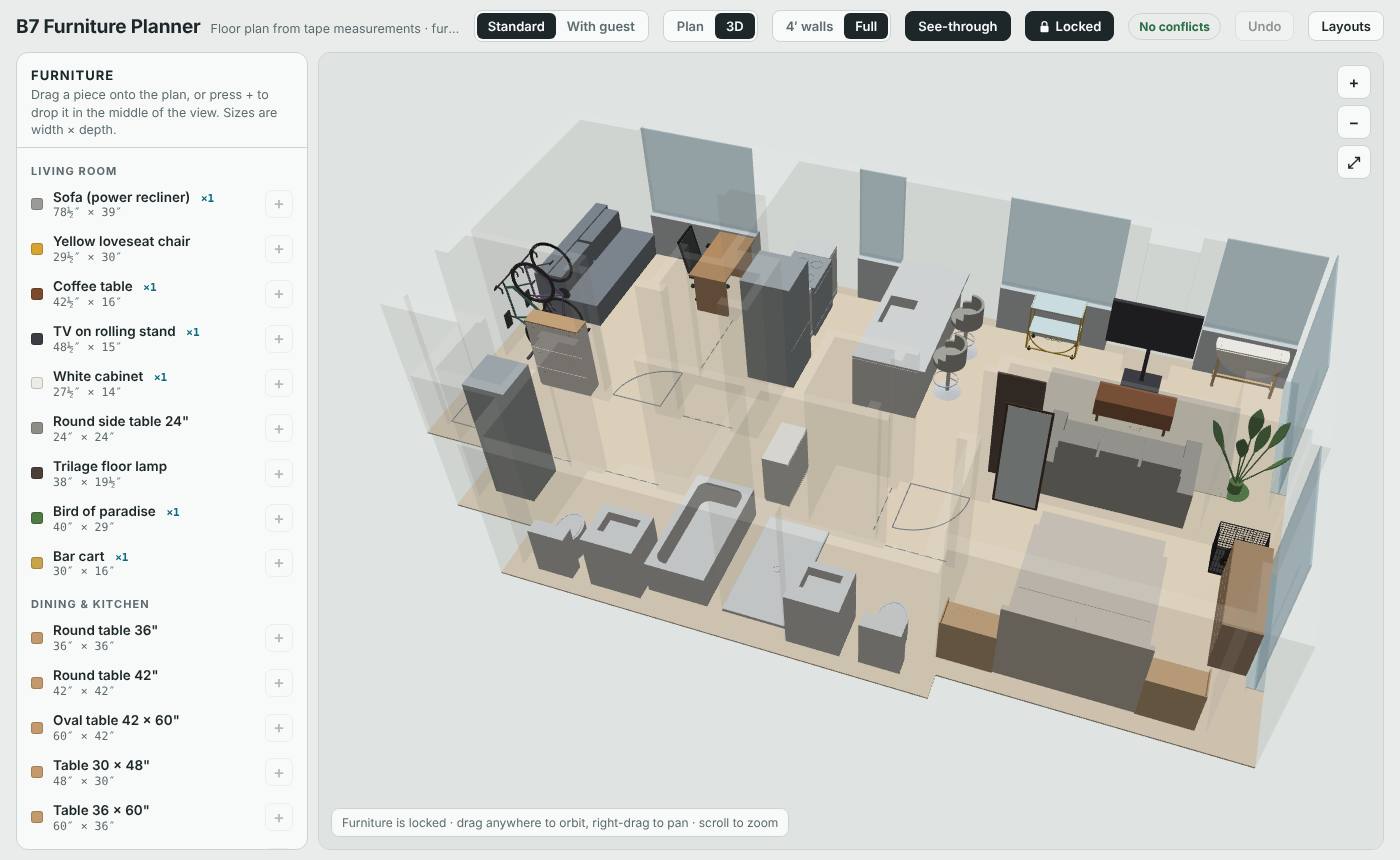 B7 Furniture Planner
Floor plan from tape measurements · fur...
Standard
With guest
Plan
3D
4' walls
Full
See-through
Locked
No conflicts
Undo
Layouts
FURNITURE
Drag a piece onto the plan, or press + to
drop it in the middle of the view. Sizes are
width × depth.
LIVING ROOM
Sofa (power recliner) ×1
78½″ × 39″
Yellow loveseat chair
29½″ × 30″
Coffee table ×1
42½″ × 16″
TV on rolling stand ×1
48½″ × 15″
White cabinet ×1
27½″ × 14″
Round side table 24"
24″ × 24″
Trilage floor lamp
38″ × 19½″
Bird of paradise ×1
40″ × 29″
Bar cart ×1
30″ × 16″
DINING & KITCHEN
Round table 36"
36″ × 36″
Round table 42"
42″ × 42″
Oval table 42 × 60"
60″ × 42″
Table 30 × 48"
48″ × 30″
Table 36 × 60"
60″ × 36″
Furniture is locked · drag anywhere to orbit, right-drag to pan · scroll to zoom